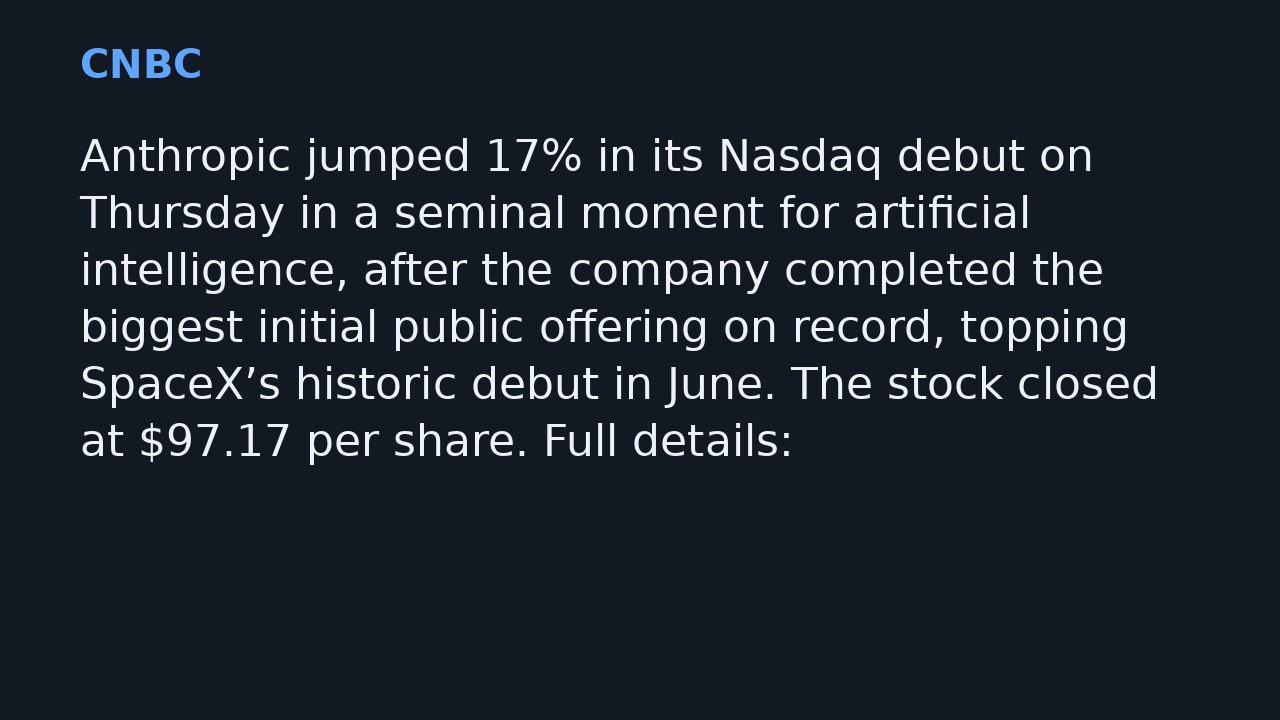 CNBC
Anthropic jumped 17% in its Nasdaq debut on
Thursday in a seminal moment for artificial
intelligence, after the company completed the
biggest initial public offering on record, topping
SpaceX’s historic debut in June. The stock closed
at $97.17 per share. Full details: